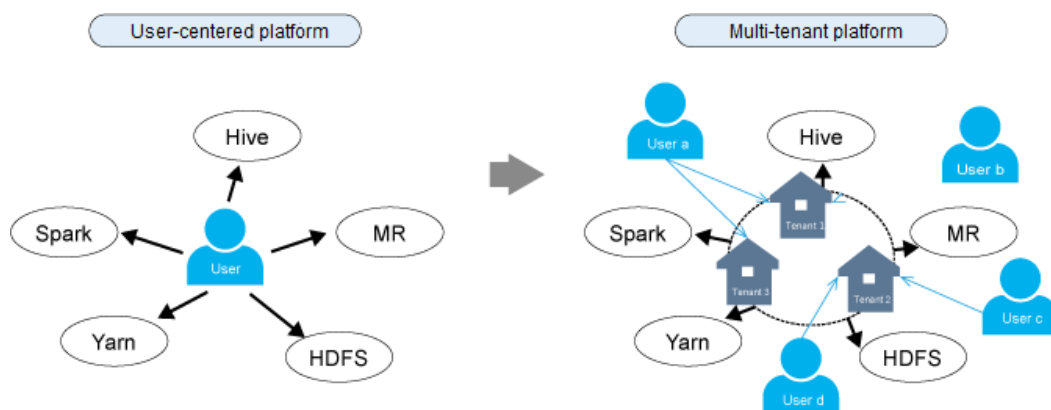 User-centered platform
Multi-tenant platform
Hive
Spark
User
MR
Yarn
HDFS
User a
Hive
User b
Tenant 1
Spark
MR
Tenant 3
Tenant 2
User c
Yarn
HDFS
User d